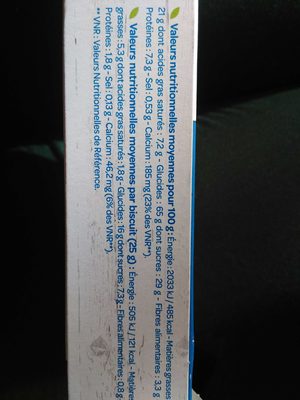 Valeurs nutritionnelles moyennes pour 100 g : Énergie : 2033 kJ / 485 kcal - Matières grasses :
21 g dont acides gras saturés : 7,2 g - Glucides : 65 g dont sucres : 29 g - Fibres alimentaires : 3,3 g
Protéines : 7,3 g - Sel : 0,53 g - Calcium : 185 mg (23% des VNR**).
Valeurs nutritionnelles moyennes par biscuit (25 g) : Énergie : 505 kJ / 121 kcal - Matières
grasses : 5,3 g dont acides gras saturés : 1,8 g - Glucides : 16 g dont sucres : 7,3 g - Fibres alimentaires : 0,8 g
Protéines : 1,8 g - Sel : 0,13 g - Calcium : 46,2 mg (6% des VNR**).
** VNR : Valeurs Nutritionnelles de Référence.